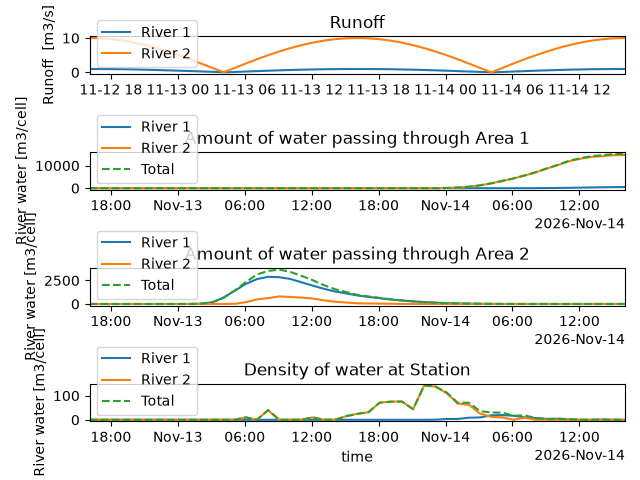 Runoff
Runoff  [m3/s]
River 1
River 2
10
0
11-12 18 11-13 00 11-13 06 11-13 12 11-13 18 11-14 00 11-14 06 11-14 12
Amount of water passing through Area 1
River water [m3/cell]
River 1
River 2
Total
10000
0
18:00 Nov-13 06:00 12:00 18:00 Nov-14 06:00 12:00
2026-Nov-14
Amount of water passing through Area 2
River water [m3/cell]
River 1
River 2
Total
2500
0
18:00 Nov-13 06:00 12:00 18:00 Nov-14 06:00 12:00
2026-Nov-14
Density of water at Station
River water [m3/cell]
River 1
River 2
Total
100
0
18:00 Nov-13 06:00 12:00 18:00 Nov-14 06:00 12:00
time
2026-Nov-14